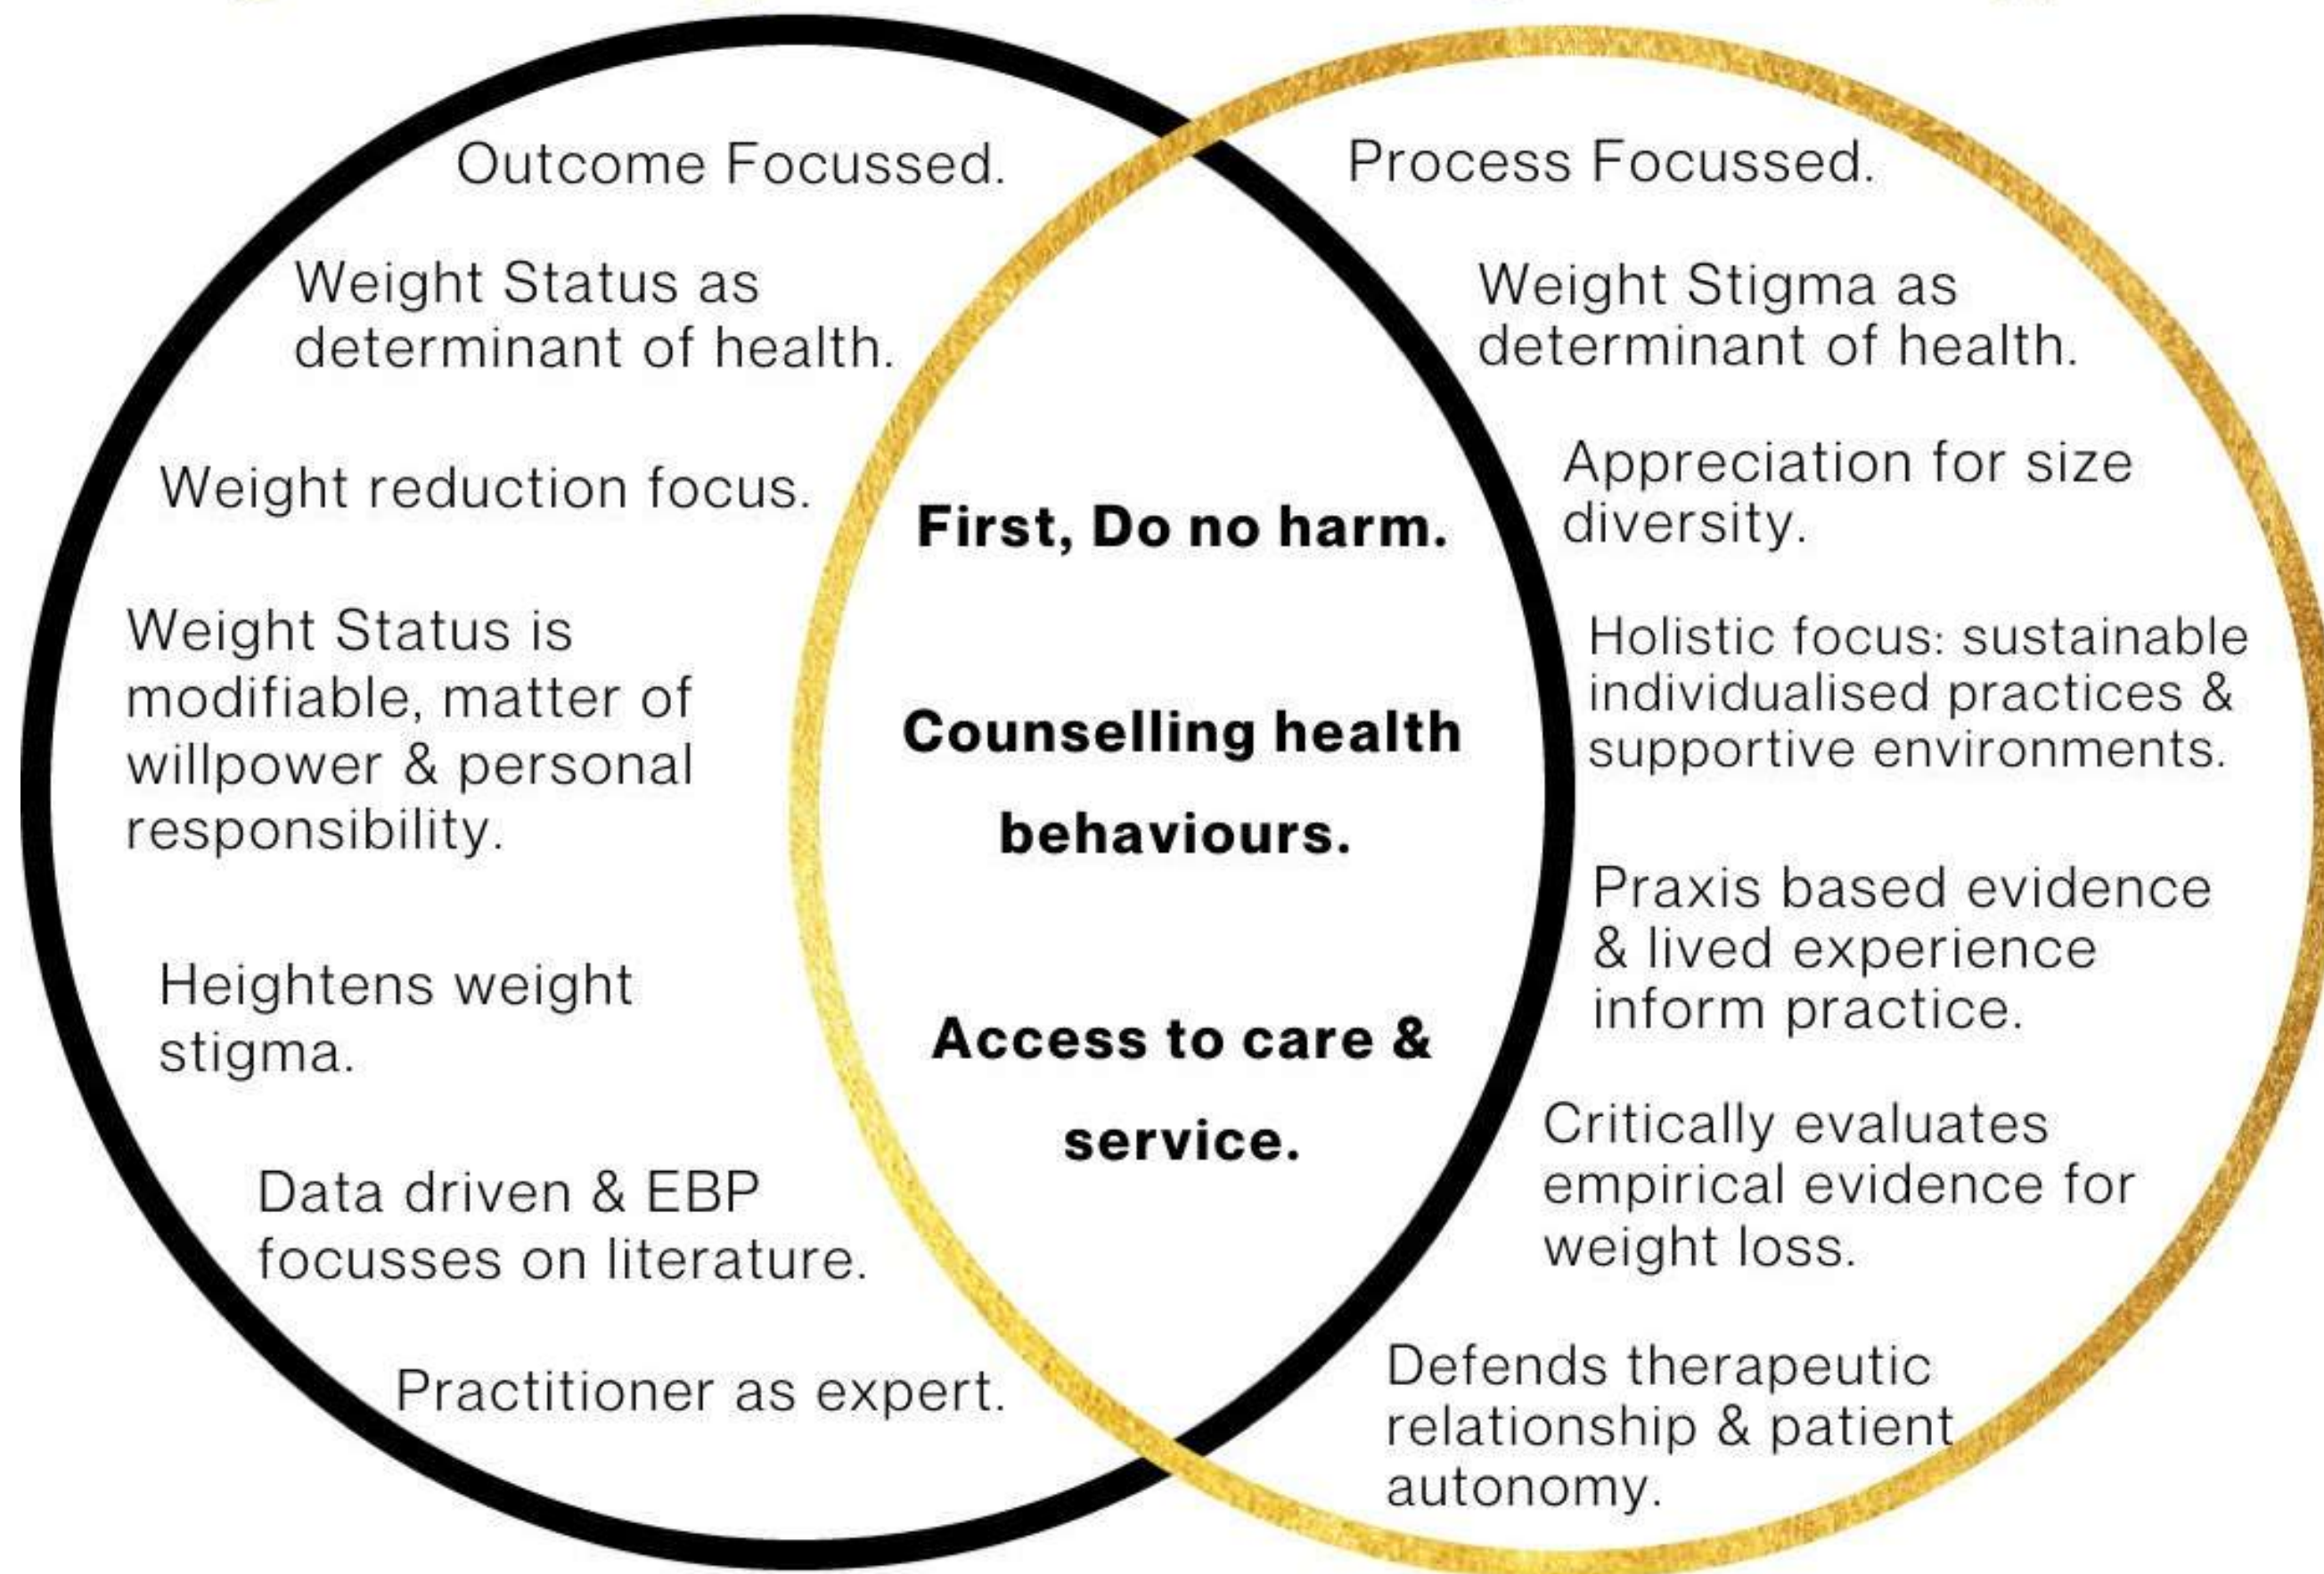 Outcome Focussed.
Weight Status as
determinant of health.
Weight reduction focus.
Weight Status is
modifiable, matter of
willpower & personal
responsibility.
Heightens weight
stigma.
Data driven & EBP
focusses on literature.
Practitioner as expert.
First, Do no harm.
Counselling health
behaviours.
Access to care &
service.
Process Focussed.
Weight Stigma as
determinant of health.
Appreciation for size
diversity.
Holistic focus: sustainable
individualised practices &
supportive environments.
Praxis based evidence
& lived experience
inform practice.
Critically evaluates
empirical evidence for
weight loss.
Defends therapeutic
relationship & patient
autonomy.